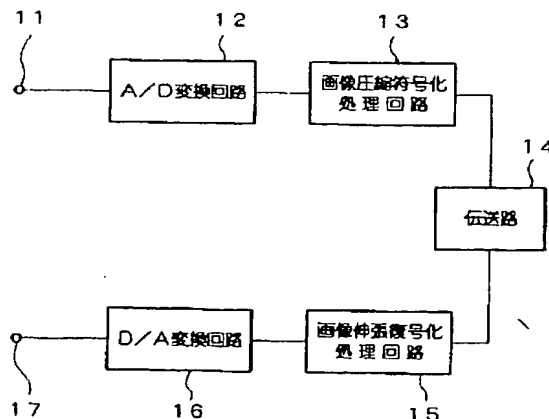 11
12
13
A/D変換回路
画像圧縮符号化
処理回路
14
伝送路
D/A変換回路
画像伸張復号化
処理回路
17
16
15